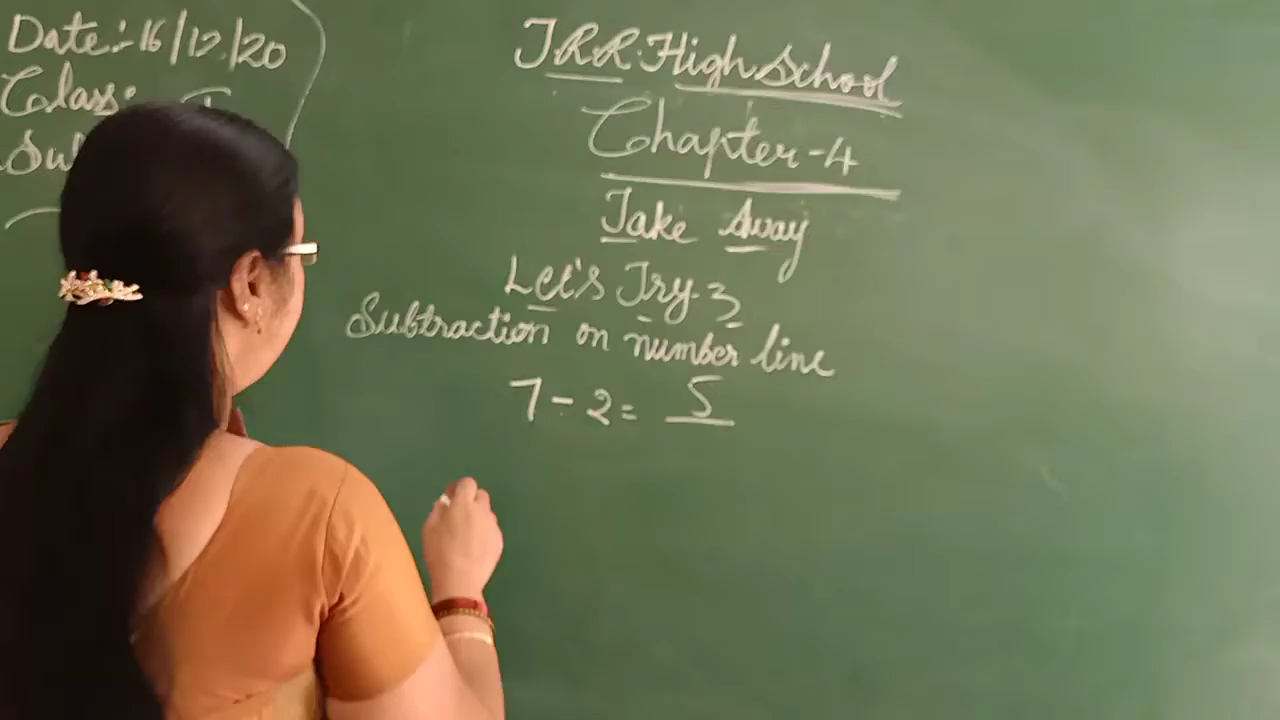 Date:- 16/12/20
Class: I
J.R.R. High School
Chapter-4
Take Away
Let's Try 3
Subtraction on number line
7 - 2 = 5